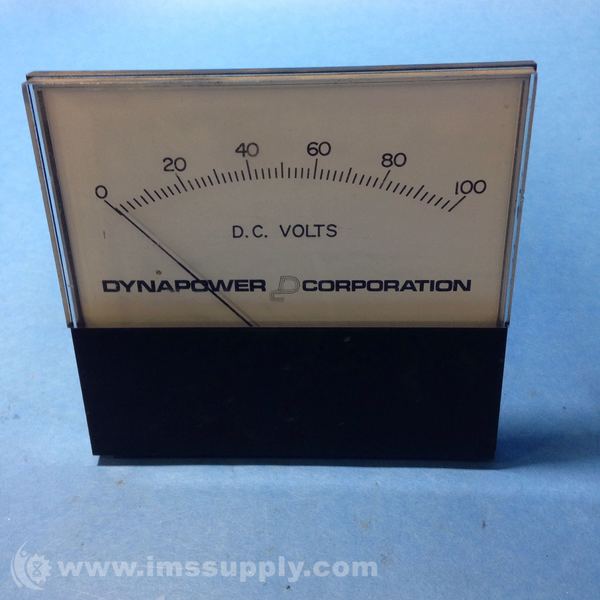 0 20 40 60 80 100
D.C. VOLTS
DYNAPOWER D CORPORATION
www.imssupply.com